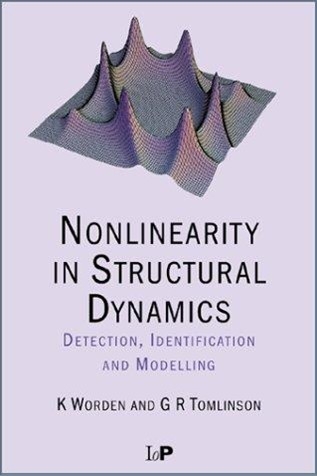 NONLINEARITY
IN STRUCTURAL
DYNAMICS
DETECTION, IDENTIFICATION
AND MODELLING
K WORDEN AND G R TOMLINSON
IoP